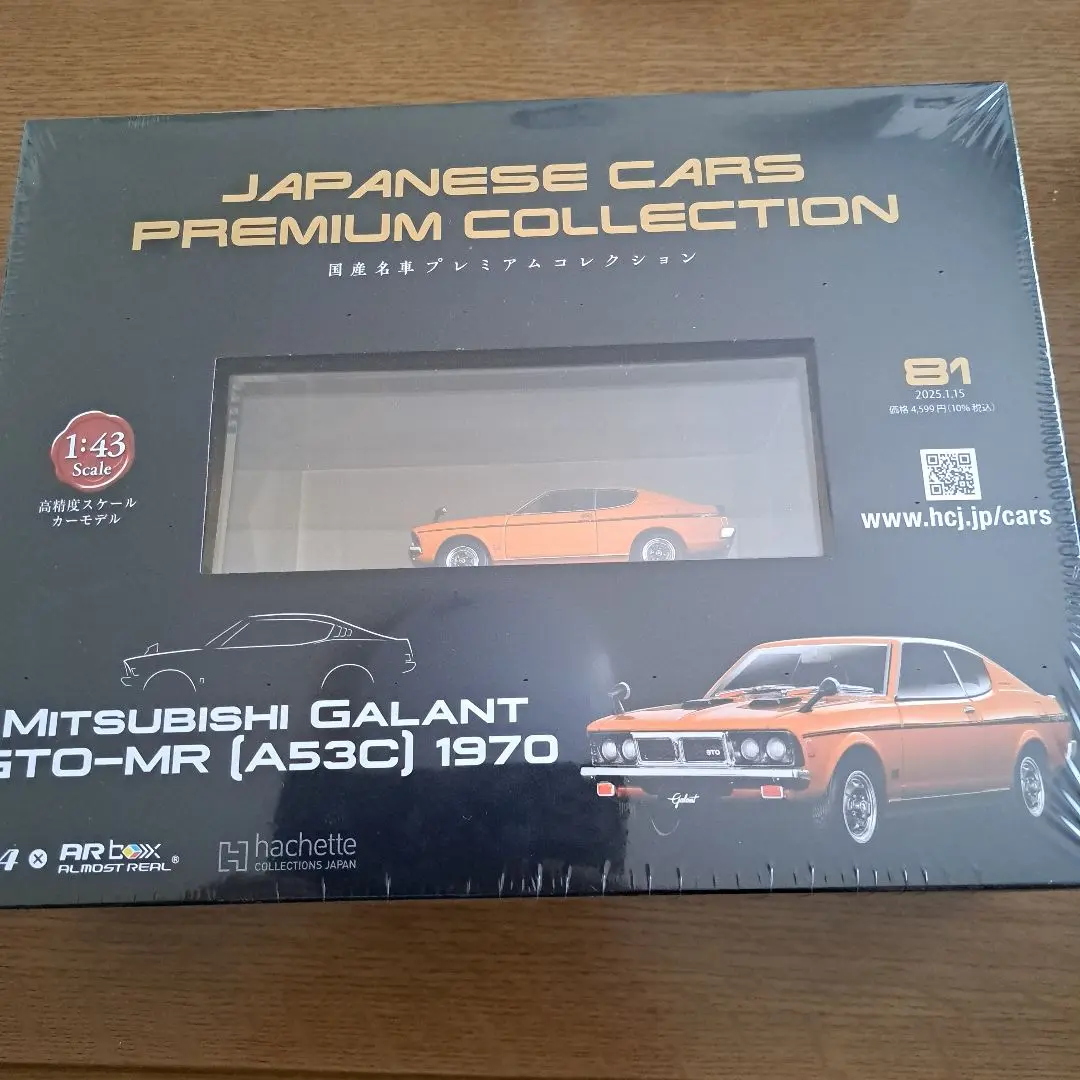 JAPANESE CARS
PREMIUM COLLECTION
国産名車プレミアムコレクション
81
2025.1.15
価格 4,599円(10%税込)
www.hcj.jp/cars
1:43
Scale
高精度スケール
カーモデル
MITSUBISHI GALANT
GTO-MR (A53C) 1970
GTO
Galant
4 × ARbox
ALMOST REAL®
hachette
COLLECTIONS JAPAN